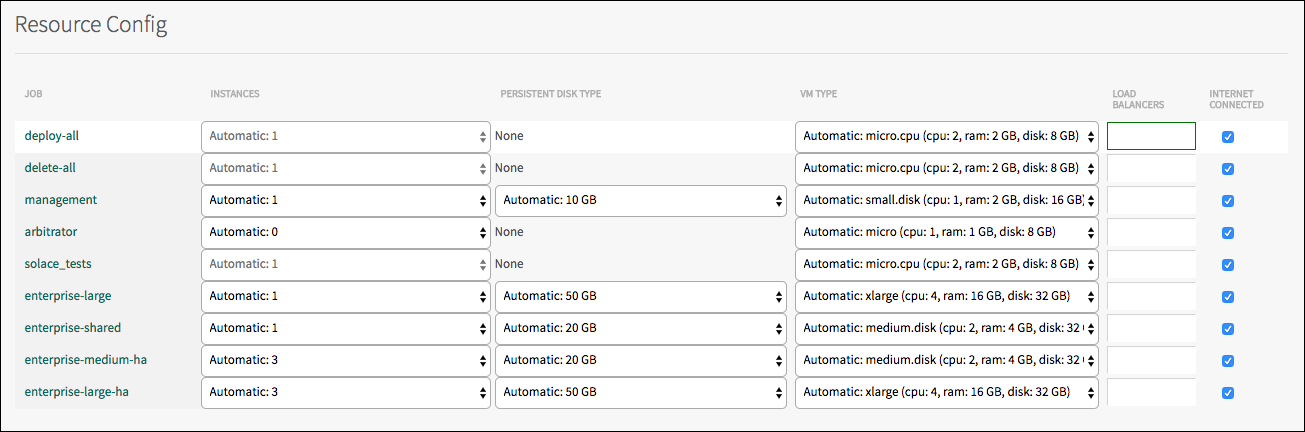 Resource Config
JOB INSTANCES PERSISTENT DISK TYPE VM TYPE LOAD BALANCERS INTERNET CONNECTED
deploy-all Automatic: 1 None Automatic: micro.cpu (cpu: 2, ram: 2 GB, disk: 8 GB)
delete-all Automatic: 1 None Automatic: micro.cpu (cpu: 2, ram: 2 GB, disk: 8 GB)
management Automatic: 1 Automatic: 10 GB Automatic: small.disk (cpu: 1, ram: 2 GB, disk: 16 GB)
arbitrator Automatic: 0 None Automatic: micro (cpu: 1, ram: 1 GB, disk: 8 GB)
solace_tests Automatic: 1 None Automatic: micro.cpu (cpu: 2, ram: 2 GB, disk: 8 GB)
enterprise-large Automatic: 1 Automatic: 50 GB Automatic: xlarge (cpu: 4, ram: 16 GB, disk: 32 GB)
enterprise-shared Automatic: 1 Automatic: 20 GB Automatic: medium.disk (cpu: 2, ram: 4 GB, disk: 32
enterprise-medium-ha Automatic: 3 Automatic: 20 GB Automatic: medium.disk (cpu: 2, ram: 4 GB, disk: 32
enterprise-large-ha Automatic: 3 Automatic: 50 GB Automatic: xlarge (cpu: 4, ram: 16 GB, disk: 32 GB)